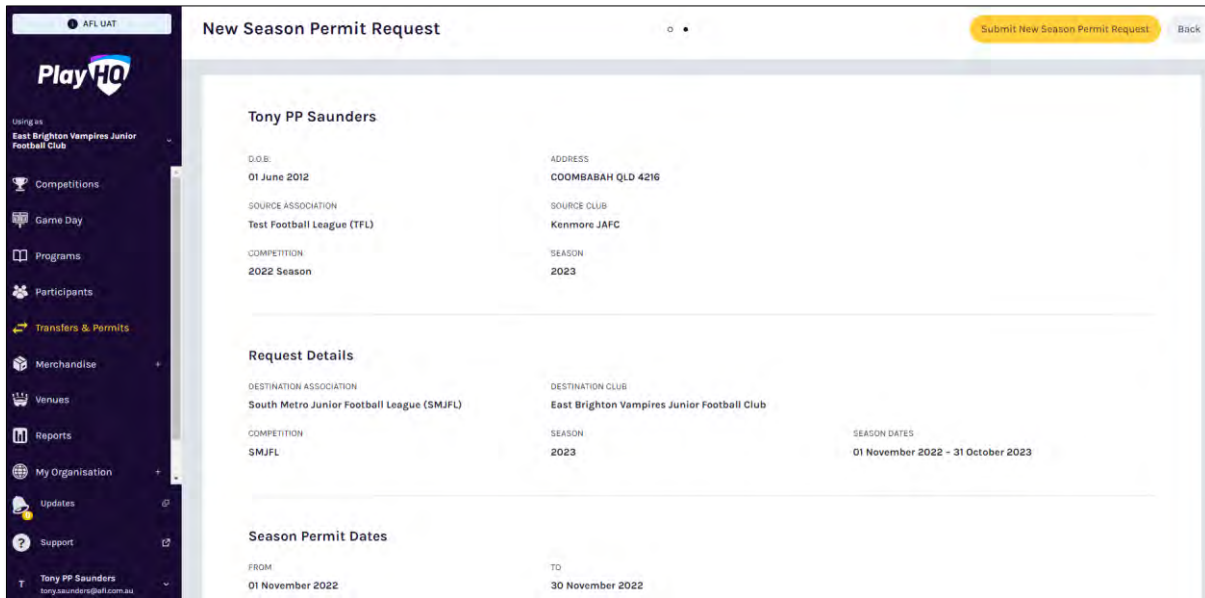 AFL UAT
New Season Permit Request
Submit New Season Permit Request
Back
PlayHQ
Using as
East Brighton Vampires Junior
Football Club
Competitions
Game Day
Programs
Participants
Transfers & Permits
Merchandise
+
Venues
Reports
My Organisation
+
Updates
Support
T
Tony PP Saunders
tony.saunders@afl.com.au
Tony PP Saunders
D.O.B.
ADDRESS
01 June 2012
COOMBABAH QLD 4216
SOURCE ASSOCIATION
SOURCE CLUB
Test Football League (TFL)
Kenmore JAFC
COMPETITION
SEASON
2022 Season
2023
Request Details
DESTINATION ASSOCIATION
DESTINATION CLUB
South Metro Junior Football League (SMJFL)
East Brighton Vampires Junior Football Club
COMPETITION
SEASON
SEASON DATES
SMJFL
2023
01 November 2022 – 31 October 2023
Season Permit Dates
FROM
TO
01 November 2022
30 November 2022